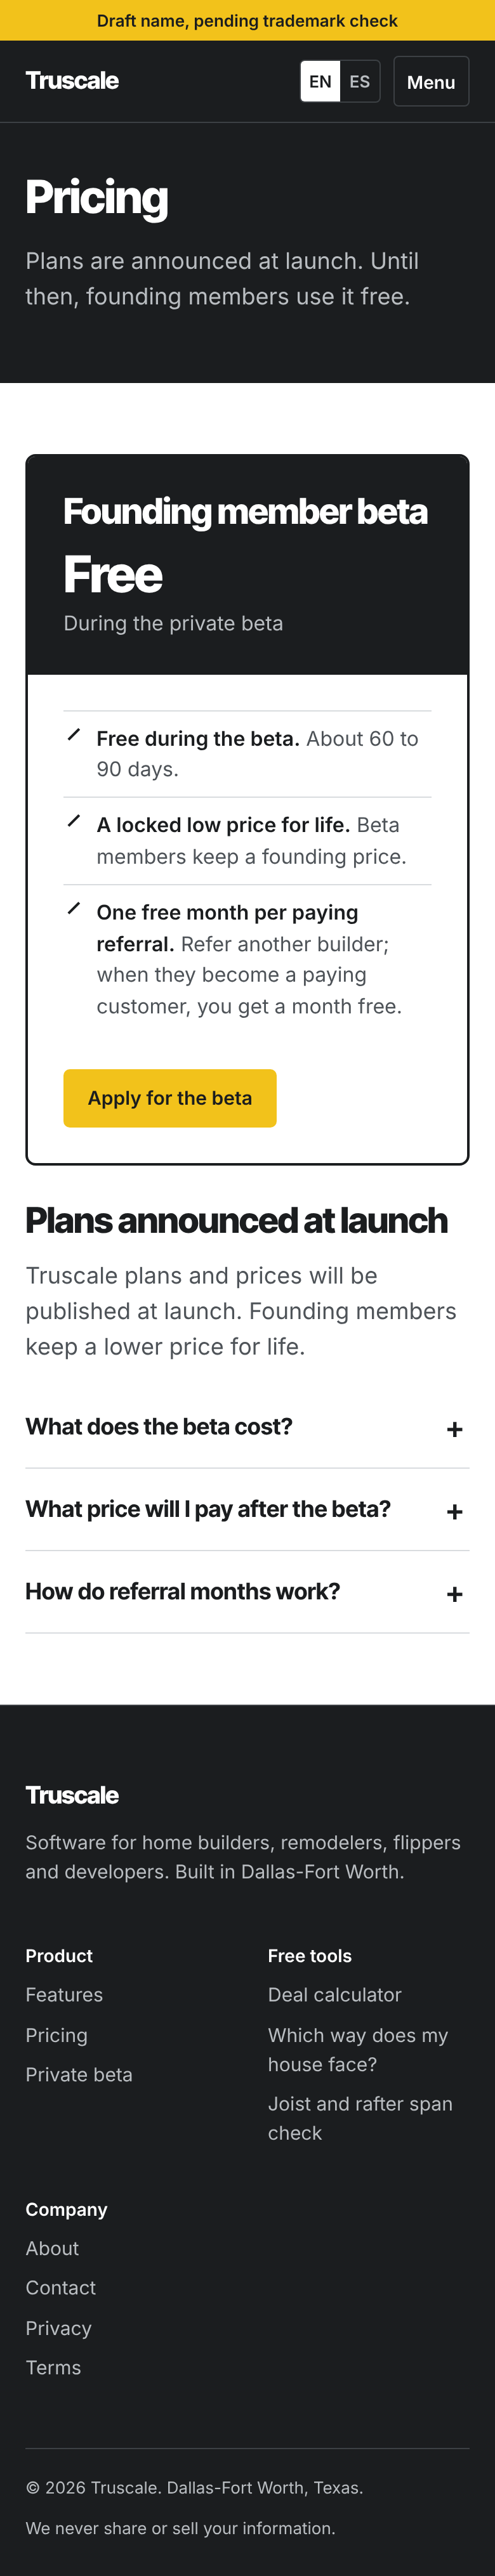 Draft name, pending trademark check
Truscale
EN
ES
Menu
Pricing
Plans are announced at launch. Until
then, founding members use it free.
Founding member beta
Free
During the private beta
Free during the beta. About 60 to
90 days.
A locked low price for life. Beta
members keep a founding price.
One free month per paying
referral. Refer another builder;
when they become a paying
customer, you get a month free.
Apply for the beta
Plans announced at launch
Truscale plans and prices will be
published at launch. Founding members
keep a lower price for life.
What does the beta cost? +
What price will I pay after the beta? +
How do referral months work? +
Truscale
Software for home builders, remodelers, flippers
and developers. Built in Dallas-Fort Worth.
Product
Features
Pricing
Private beta
Free tools
Deal calculator
Which way does my
house face?
Joist and rafter span
check
Company
About
Contact
Privacy
Terms
© 2026 Truscale. Dallas-Fort Worth, Texas.
We never share or sell your information.